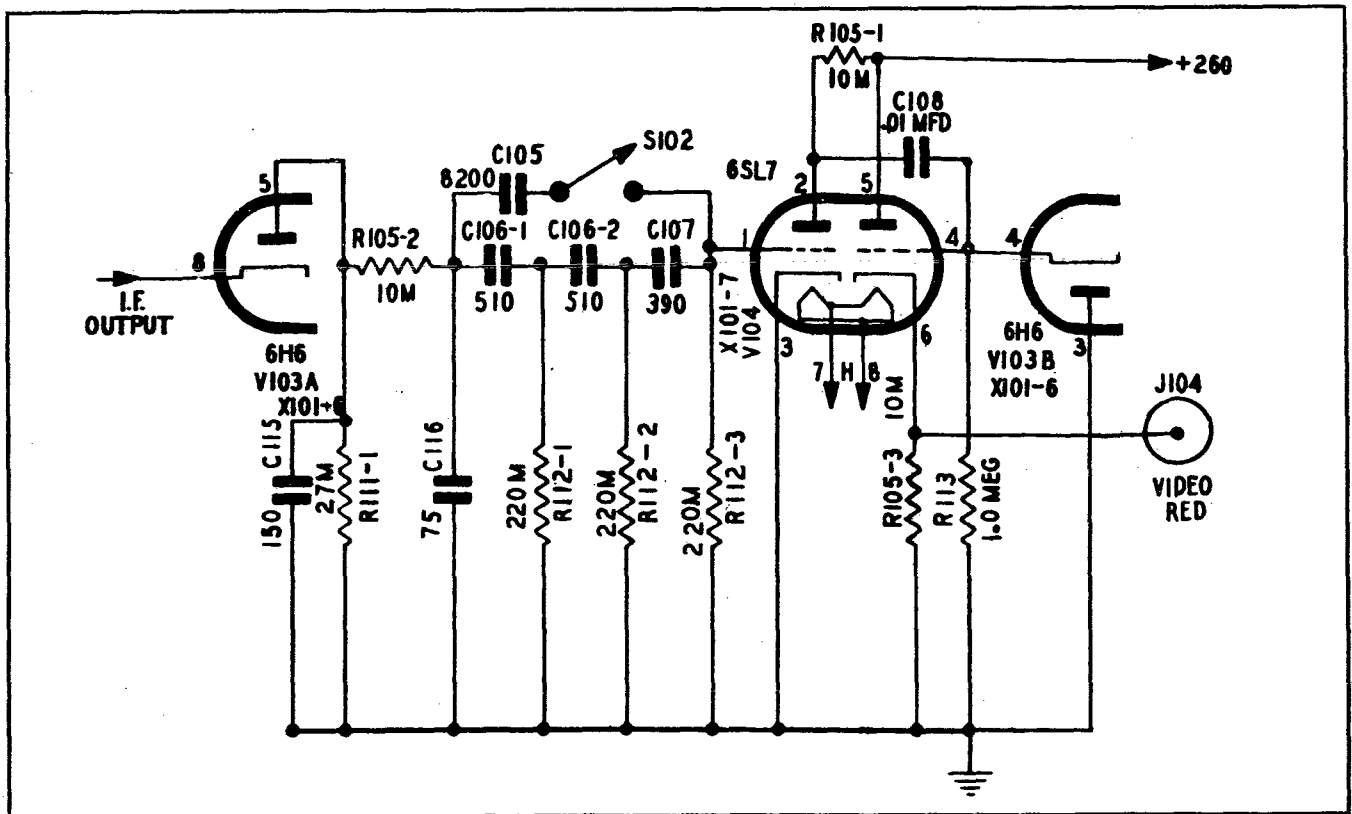 R105-1
10M
+260
C108
.01 MFD
S102
C105
8200
6SL7
2
5
5
C106-1
C106-2
C107
R105-2
1
4
4
8
10M
510
510
390
I.F.
OUTPUT
X101-7
V104
3
6
6H6
V103A
X101-6
6H6
V103B
X101-6
3
7 H 8
10M
J104
C115
150
27M
R111-1
C116
75
220M
R112-1
220M
R112-2
220M
R112-3
R105-3
R113
1.0 MEG
VIDEO
RED